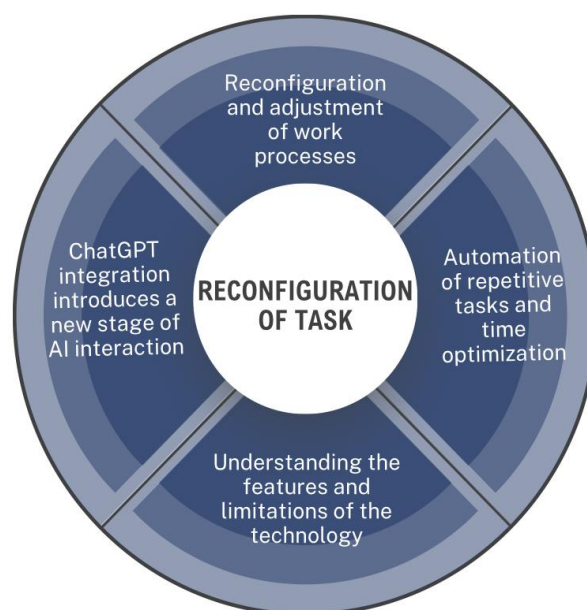 Reconfiguration
and adjustment
of work
processes
ChatGPT
integration
introduces a
new stage of
AI interaction
RECONFIGURATION
OF TASK
Automation
of repetitive
tasks and
time
optimization
Understanding the
features and
limitations of the
technology